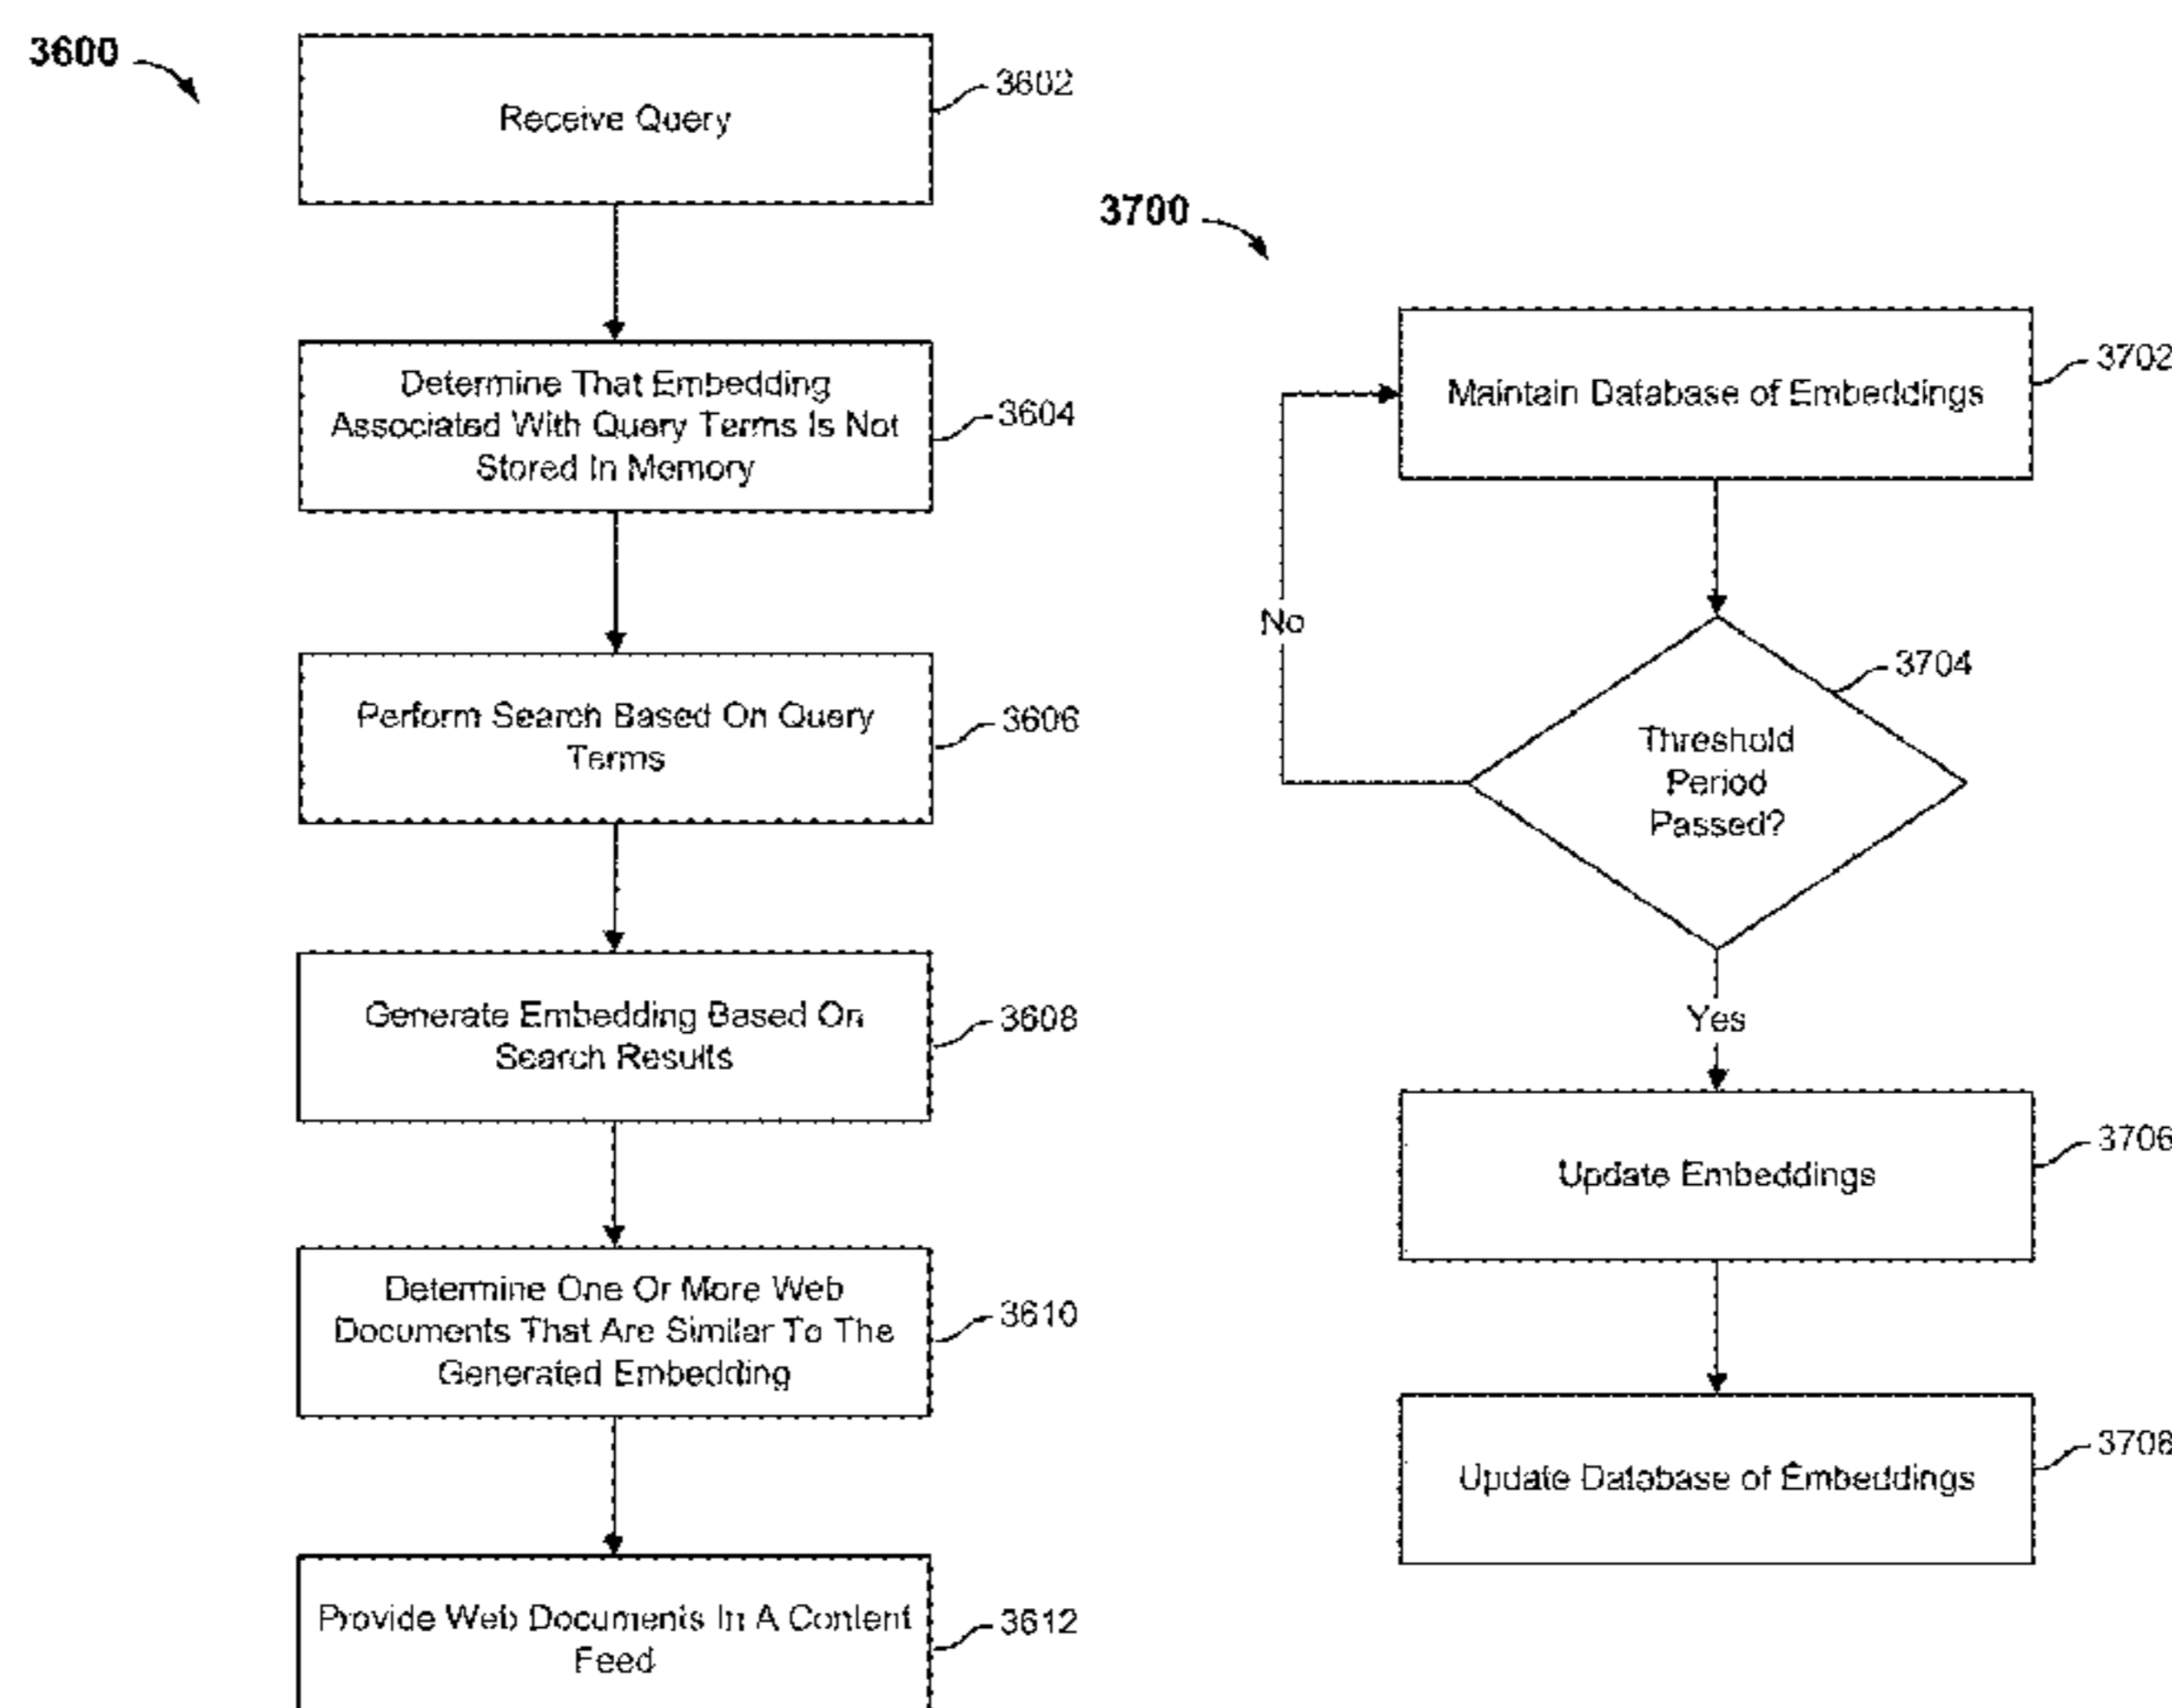 3600
Receive Query
3602
Determine That Embedding
Associated With Query Terms Is Not
Stored In Memory
3604
Perform Search Based On Query
Terms
3606
Generate Embedding Based On
Search Results
3608
Determine One Or More Web
Documents That Are Similar To The
Generated Embedding
3610
Provide Web Documents In A Content
Feed
3612
3700
Maintain Database of Embeddings
3702
No
Threshold
Period
Passed?
3704
Yes
Update Embeddings
3706
Update Database of Embeddings
3708